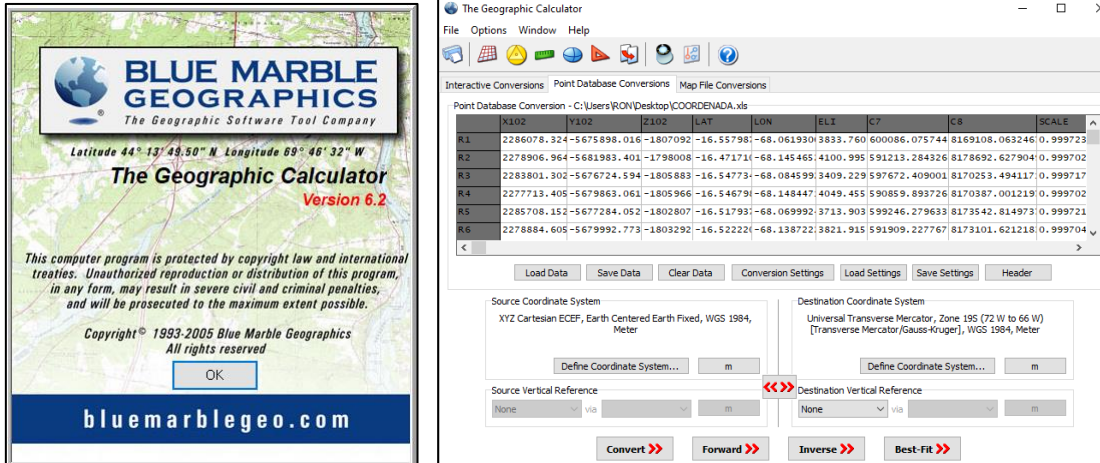 BLUE MARBLE
GEOGRAPHICS
The Geographic Software Tool Company
Latitude 44° 13' 49.50" N Longitude 69° 46' 32" W
The Geographic Calculator
Version 6.2
This computer program is protected by copyright law and international
treaties. Unauthorized reproduction or distribution of this program,
in any form, may result in severe civil and criminal penalties,
and will be prosecuted to the maximum extent possible.
Copyright© 1993-2005 Blue Marble Geographics
All rights reserved
OK
bluemarblegeo.com
The Geographic Calculator
File Options Window Help
Interactive Conversions Point Database Conversions Map File Conversions
Point Database Conversion - C:\Users\RON\Desktop\COORDENADA.xls
X102 Y102 Z102 LAT LON ELI C7 C8 SCALE
R1 2286078.324 -5675898.016 -1807092 -16.55798 -68.061930 3833.760 600086.075744 8169108.063246 0.999723
R2 2278906.964 -5681983.401 -1798008 -16.47171 -68.145465 4100.995 591213.284326 8178692.627904 0.999702
R3 2283801.302 -5676724.594 -1805883 -16.54773 -68.084599 3409.229 597672.409001 8170253.494117 0.999717
R4 2277713.405 -5679863.061 -1805966 -16.54679 -68.148447 4049.455 590859.893726 8170387.001219 0.999702
R5 2285708.152 -5677284.052 -1802807 -16.51793 -68.069992 3713.903 599246.279633 8173542.814973 0.999721
R6 2278884.605 -5679992.773 -1803292 -16.52222 -68.138722 3821.915 591909.227767 8173101.621218 0.999704
Load Data Save Data Clear Data Conversion Settings Load Settings Save Settings Header
Source Coordinate System
XYZ Cartesian ECEF, Earth Centered Earth Fixed, WGS 1984,
Meter
Define Coordinate System... m
Source Vertical Reference
None via m
Destination Coordinate System
Universal Transverse Mercator, Zone 19S (72 W to 66 W)
[Transverse Mercator/Gauss-Kruger], WGS 1984, Meter
Define Coordinate System... m
Destination Vertical Reference
None via m
Convert Forward Inverse Best-Fit